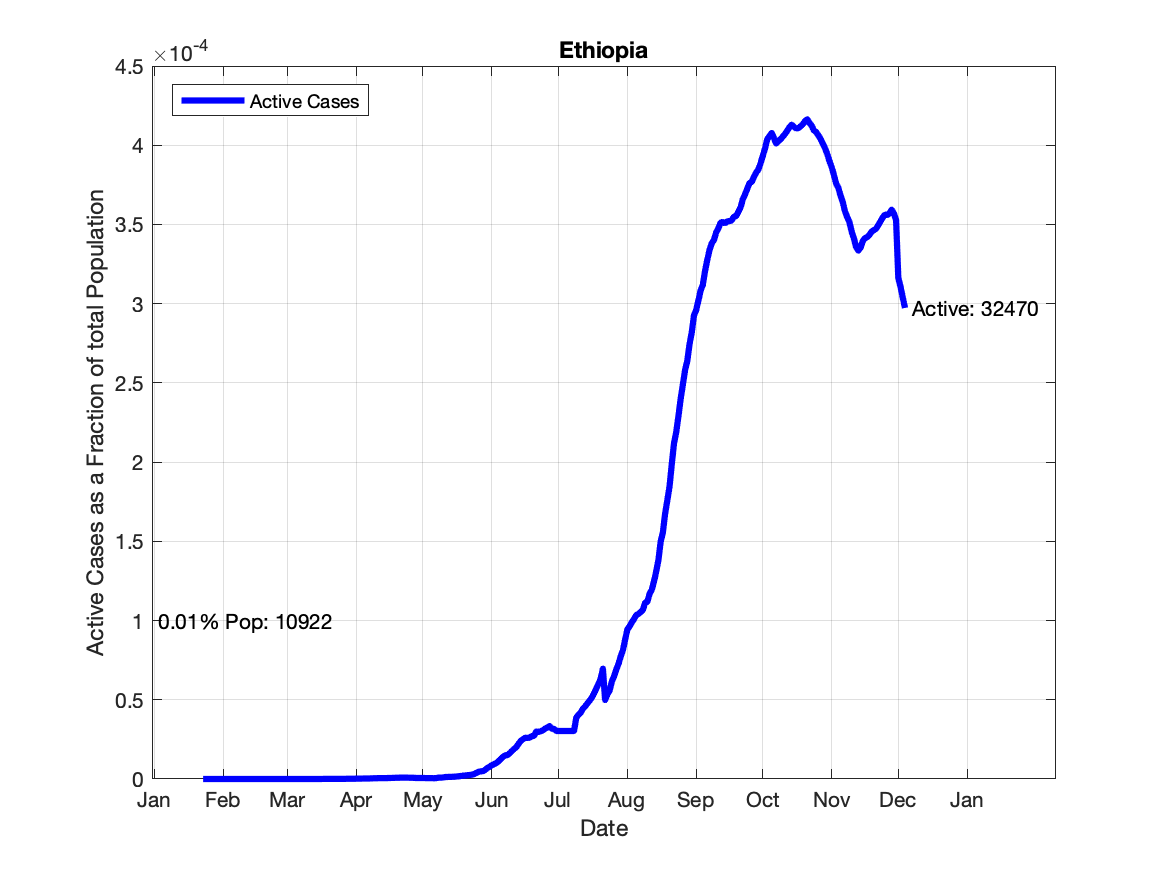 Ethiopia
×10-4
Active Cases
4.5
4
3.5
3
2.5
2
1.5
1
0.5
0
Active Cases as a Fraction of total Population
Active: 32470
0.01% Pop: 10922
Jan Feb Mar Apr May Jun Jul Aug Sep Oct Nov Dec Jan
Date